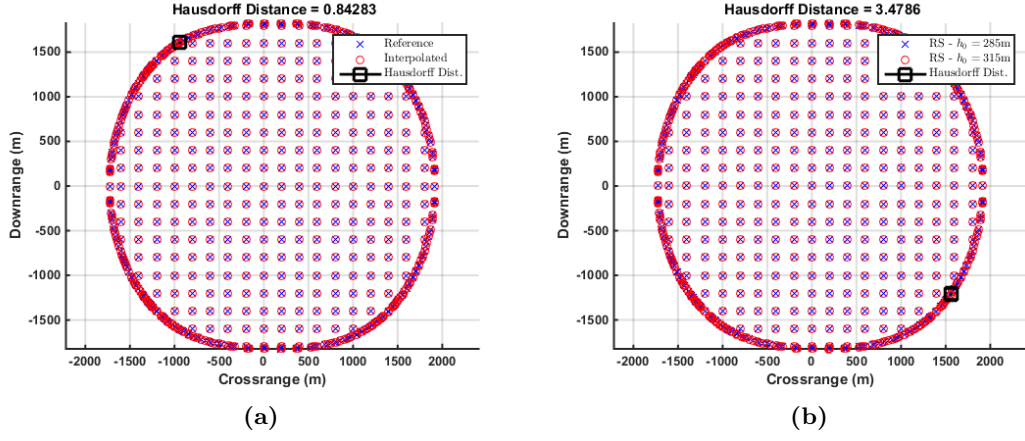 Hausdorff Distance = 0.84283
Reference
Interpolated
Hausdorff Dist.
1500
1000
500
0
-500
-1000
-1500
Downrange (m)
-2000 -1500 -1000 -500 0 500 1000 1500 2000
Crossrange (m)
(a)
Hausdorff Distance = 3.4786
RS - h₀ = 285m
RS - h₀ = 315m
Hausdorff Dist.
1500
1000
500
0
-500
-1000
-1500
Downrange (m)
-2000 -1500 -1000 -500 0 500 1000 1500 2000
Crossrange (m)
(b)